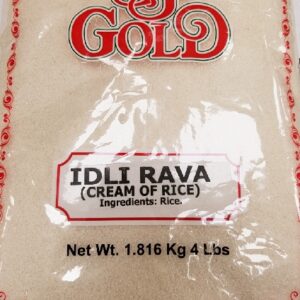 GOLD
IDLI RAVA
(CREAM OF RICE)
Ingredients: Rice.
Net Wt. 1.816 Kg 4 Lbs